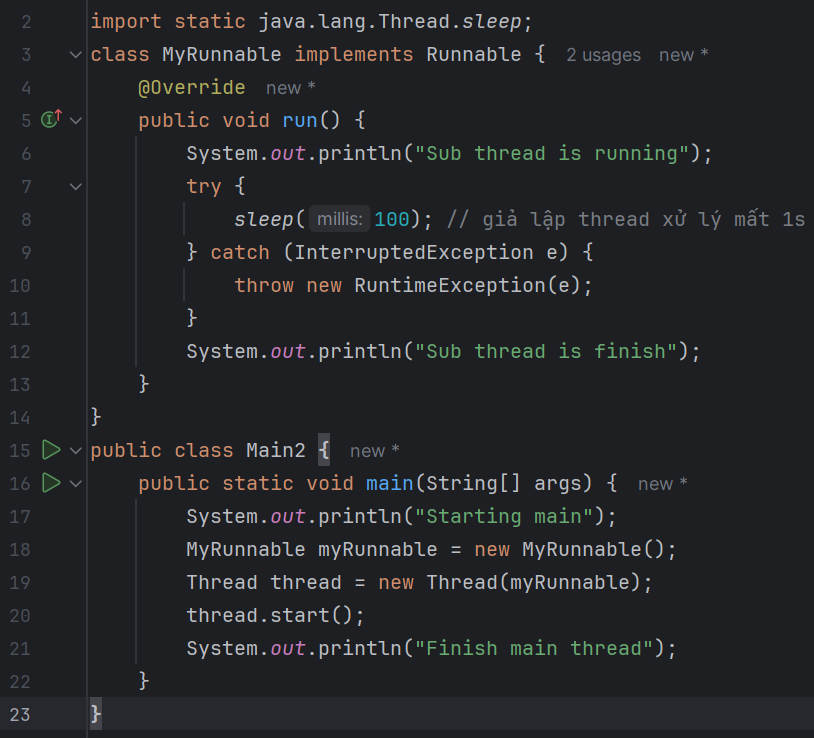 2 import static java.lang.Thread.sleep;
3 class MyRunnable implements Runnable { 2 usages new *
4 @Override new *
5 public void run() {
6 System.out.println("Sub thread is running");
7 try {
8 sleep( millis: 100); // giả lập thread xử lý mất 1s
9 } catch (InterruptedException e) {
10 throw new RuntimeException(e);
11 }
12 System.out.println("Sub thread is finish");
13 }
14 }
15 public class Main2 { new *
16 public static void main(String[] args) { new *
17 System.out.println("Starting main");
18 MyRunnable myRunnable = new MyRunnable();
19 Thread thread = new Thread(myRunnable);
20 thread.start();
21 System.out.println("Finish main thread");
22 }
23 }